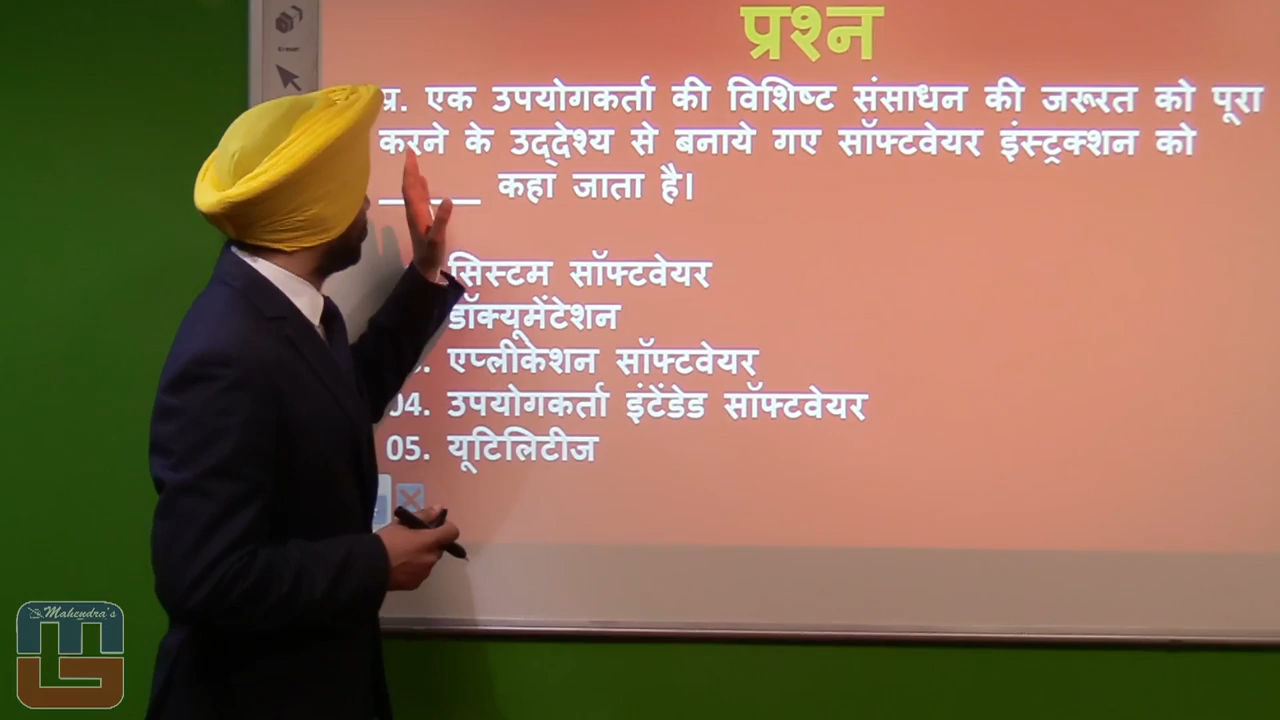 प्रश्न
प्र. एक उपयोगकर्ता की विशिष्ट संसाधन की जरूरत को पूरा
करने के उद्देश्य से बनाये गए सॉफ्टवेयर इंस्ट्रक्शन को
______ कहा जाता है।
सिस्टम सॉफ्टवेयर
डॉक्यूमेंटेशन
एप्लीकेशन सॉफ्टवेयर
04. उपयोगकर्ता इंटेंडेड सॉफ्टवेयर
05. यूटिलिटीज
Mahendra's